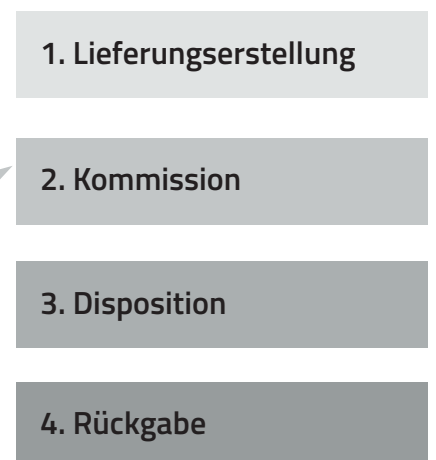 1. Lieferungserstellung
2. Kommission
3. Disposition
4. Rückgabe